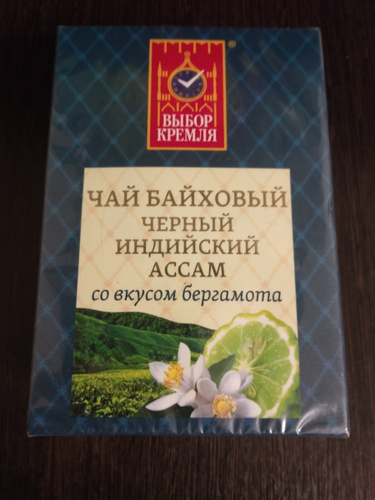 ®
ВЫБОР
КРЕМЛЯ
ЧАЙ БАЙХОВЫЙ
ЧЕРНЫЙ
ИНДИЙСКИЙ
АССАМ
со вкусом бергамота